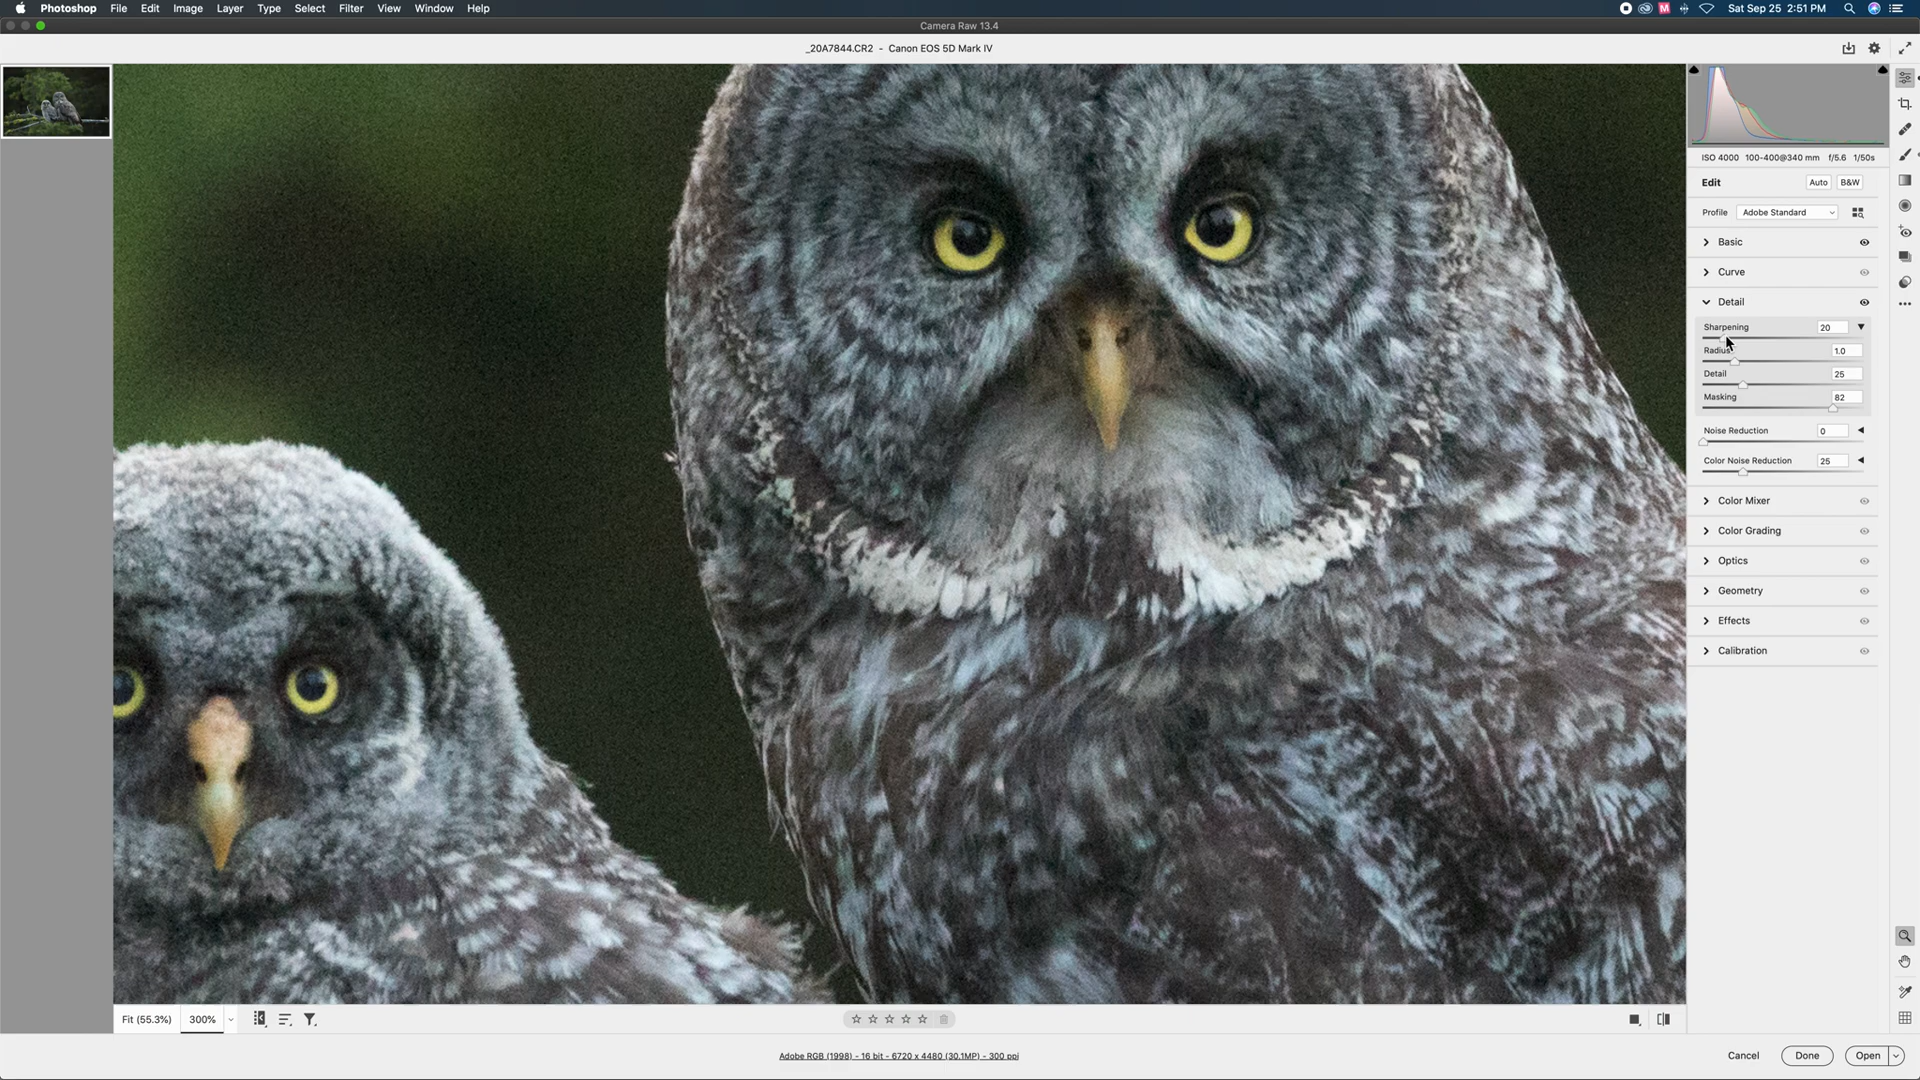 Photoshop File Edit Image Layer Type Select Filter View Window Help
M Sat Sep 25 2:51 PM
Camera Raw 13.4
_20A7844.CR2 - Canon EOS 5D Mark IV
ISO 4000 100-400@340 mm f/5.6 1/50s
Edit Auto B&W
Profile Adobe Standard
Basic
Curve
Detail
Sharpening 20
Radius 1.0
Detail 25
Masking 82
Noise Reduction 0
Color Noise Reduction 25
Color Mixer
Color Grading
Optics
Geometry
Effects
Calibration
Fit (55.3%) 300%
Adobe RGB (1998) - 16 bit - 6720 x 4480 (30.1MP) - 300 ppi
Cancel Done Open